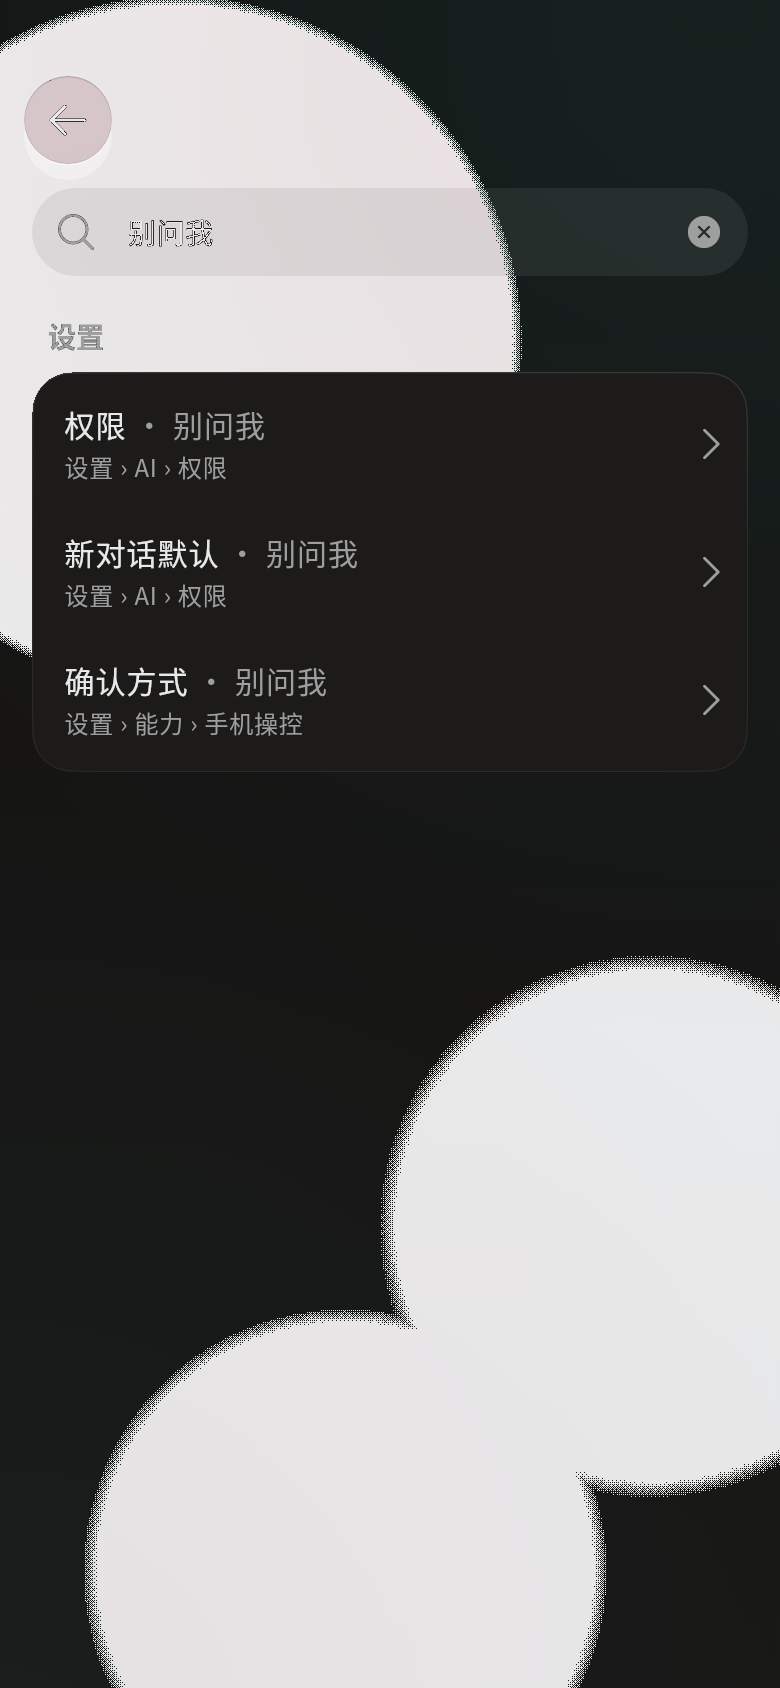 别问我
设置
权限 · 别问我
设置 › AI › 权限
新对话默认 · 别问我
设置 › AI › 权限
确认方式 · 别问我
设置 › 能力 › 手机操控